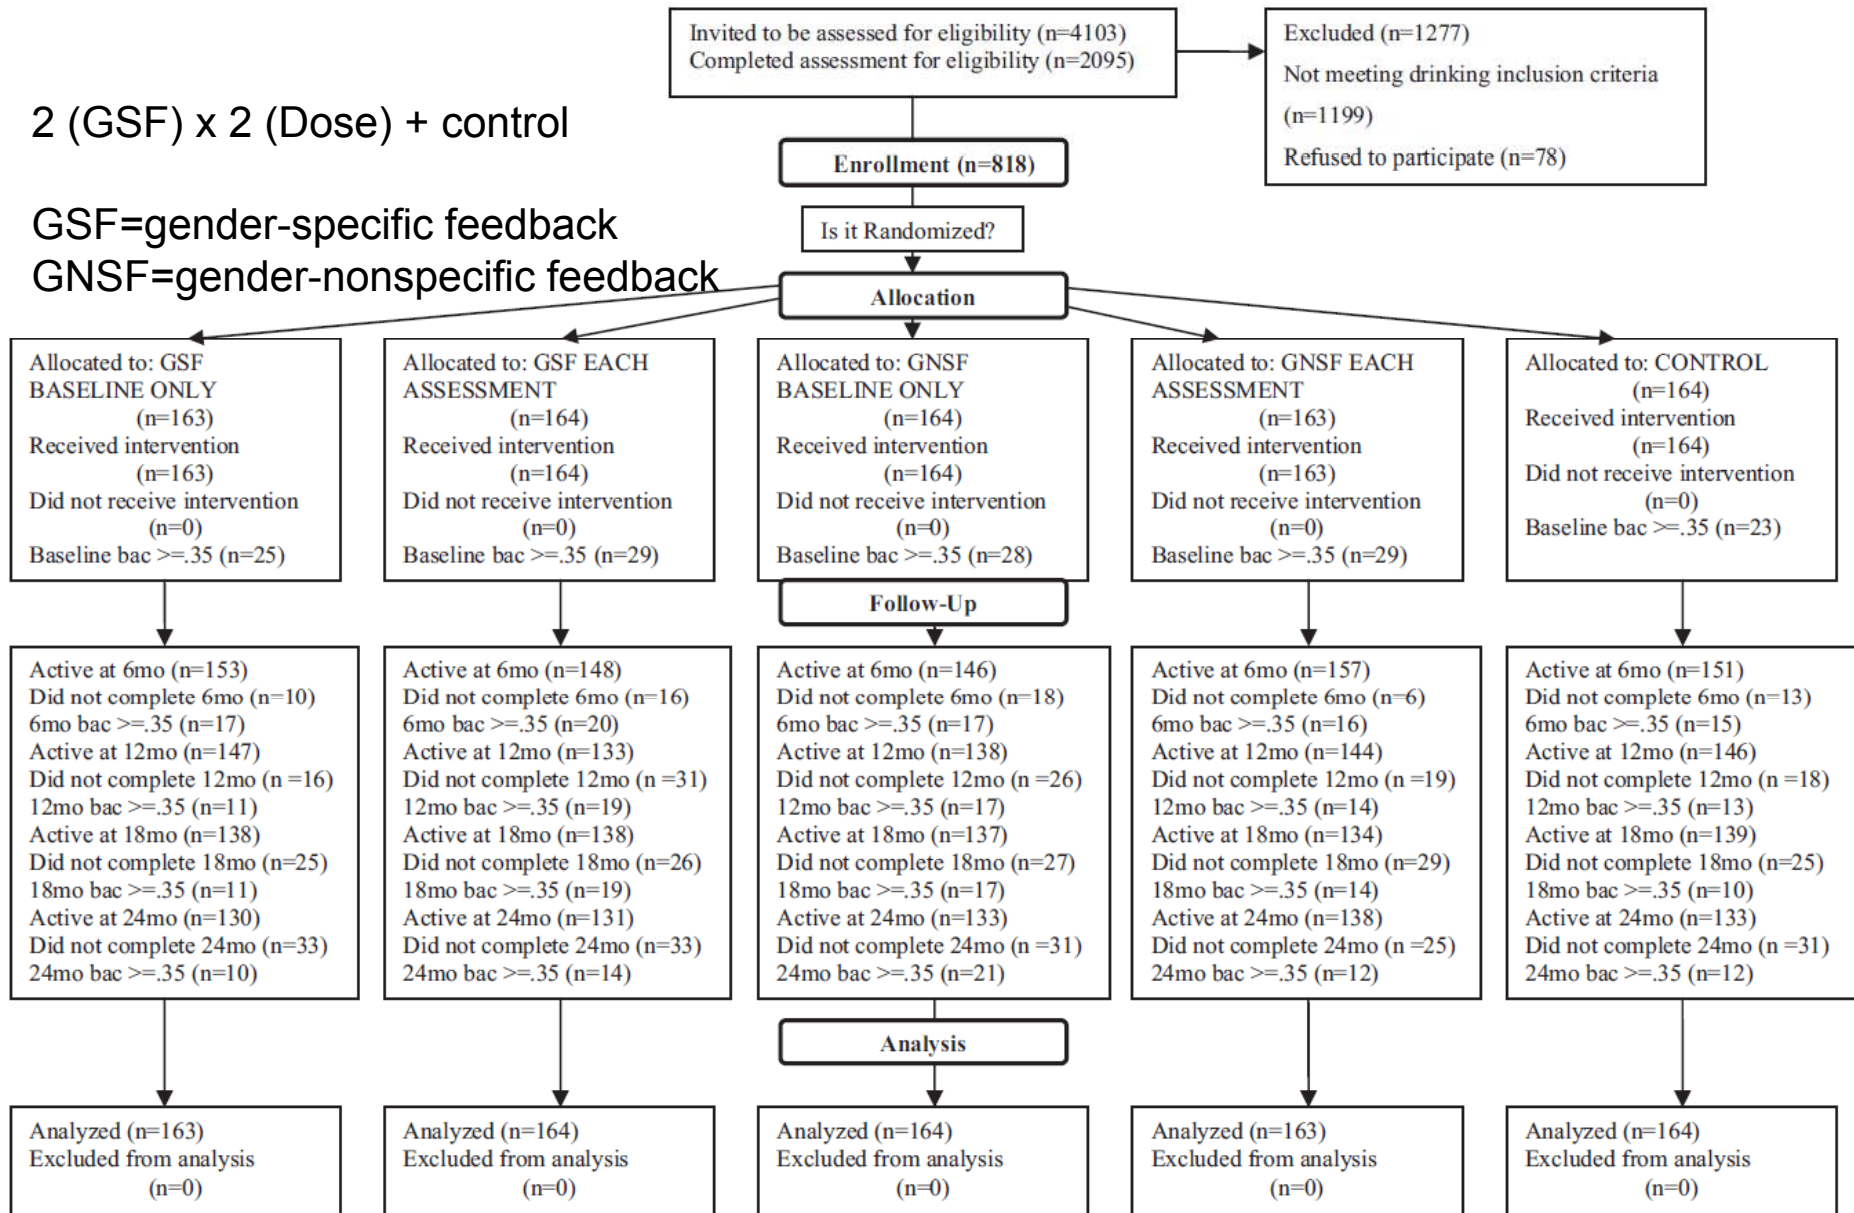 Invited to be assessed for eligibility (n=4103)
Completed assessment for eligibility (n=2095)
Excluded (n=1277)
Not meeting drinking inclusion criteria
(n=1199)
Refused to participate (n=78)
2 (GSF) x 2 (Dose) + control
Enrollment (n=818)
GSF=gender-specific feedback
GNSF=gender-nonspecific feedback
Is it Randomized?
Allocation
Allocated to: GSF
BASELINE ONLY
(n=163)
Received intervention
(n=163)
Did not receive intervention
(n=0)
Baseline bac >=.35 (n=25)
Allocated to: GSF EACH
ASSESSMENT
(n=164)
Received intervention
(n=164)
Did not receive intervention
(n=0)
Baseline bac >=.35 (n=29)
Allocated to: GNSF
BASELINE ONLY
(n=164)
Received intervention
(n=164)
Did not receive intervention
(n=0)
Baseline bac >=.35 (n=28)
Allocated to: GNSF EACH
ASSESSMENT
(n=163)
Received intervention
(n=163)
Did not receive intervention
(n=0)
Baseline bac >=.35 (n=29)
Allocated to: CONTROL
(n=164)
Received intervention
(n=164)
Did not receive intervention
(n=0)
Baseline bac >=.35 (n=23)
Follow-Up
Active at 6mo (n=153)
Did not complete 6mo (n=10)
6mo bac >=.35 (n=17)
Active at 12mo (n=147)
Did not complete 12mo (n =16)
12mo bac >=.35 (n=11)
Active at 18mo (n=138)
Did not complete 18mo (n=25)
18mo bac >=.35 (n=11)
Active at 24mo (n=130)
Did not complete 24mo (n=33)
24mo bac >=.35 (n=10)
Active at 6mo (n=148)
Did not complete 6mo (n=16)
6mo bac >=.35 (n=20)
Active at 12mo (n=133)
Did not complete 12mo (n =31)
12mo bac >=.35 (n=19)
Active at 18mo (n=138)
Did not complete 18mo (n=26)
18mo bac >=.35 (n=19)
Active at 24mo (n=131)
Did not complete 24mo (n=33)
24mo bac >=.35 (n=14)
Active at 6mo (n=146)
Did not complete 6mo (n=18)
6mo bac >=.35 (n=17)
Active at 12mo (n=138)
Did not complete 12mo (n =26)
12mo bac >=.35 (n=17)
Active at 18mo (n=137)
Did not complete 18mo (n=27)
18mo bac >=.35 (n=17)
Active at 24mo (n=133)
Did not complete 24mo (n =31)
24mo bac >=.35 (n=21)
Active at 6mo (n=157)
Did not complete 6mo (n=6)
6mo bac >=.35 (n=16)
Active at 12mo (n=144)
Did not complete 12mo (n =19)
12mo bac >=.35 (n=14)
Active at 18mo (n=134)
Did not complete 18mo (n=29)
18mo bac >=.35 (n=14)
Active at 24mo (n=138)
Did not complete 24mo (n=25)
24mo bac >=.35 (n=12)
Active at 6mo (n=151)
Did not complete 6mo (n=13)
6mo bac >=.35 (n=15)
Active at 12mo (n=146)
Did not complete 12mo (n =18)
12mo bac >=.35 (n=13)
Active at 18mo (n=139)
Did not complete 18mo (n=25)
18mo bac >=.35 (n=10)
Active at 24mo (n=133)
Did not complete 24mo (n=31)
24mo bac >=.35 (n=12)
Analysis
Analyzed (n=163)
Excluded from analysis
(n=0)
Analyzed (n=164)
Excluded from analysis
(n=0)
Analyzed (n=164)
Excluded from analysis
(n=0)
Analyzed (n=163)
Excluded from analysis
(n=0)
Analyzed (n=164)
Excluded from analysis
(n=0)